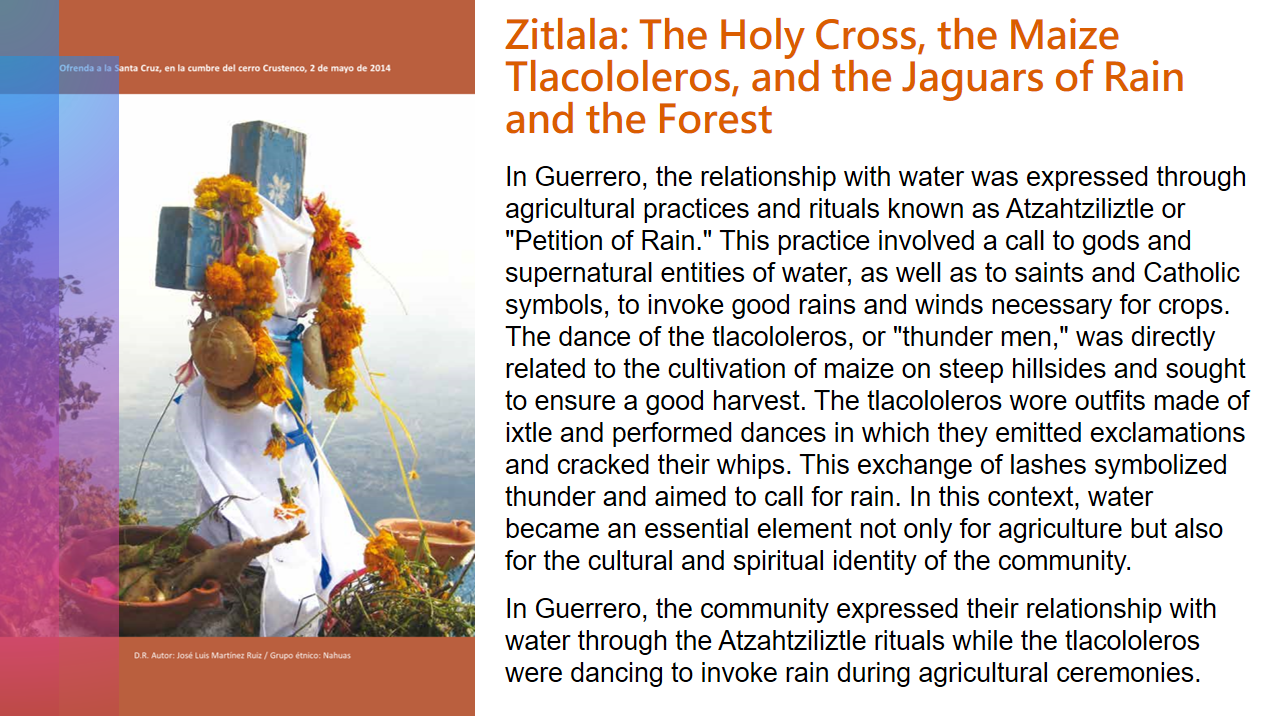 Ofrenda a la Santa Cruz, en la cumbre del cerro Crustenco, 2 de mayo de 2014
D.R. Autor: José Luis Martínez Ruiz / Grupo étnico: Nahuas
Zitlala: The Holy Cross, the Maize
Tlacololeros, and the Jaguars of Rain
and the Forest
In Guerrero, the relationship with water was expressed through
agricultural practices and rituals known as Atzahtziliztle or
"Petition of Rain." This practice involved a call to gods and
supernatural entities of water, as well as to saints and Catholic
symbols, to invoke good rains and winds necessary for crops.
The dance of the tlacololeros, or "thunder men," was directly
related to the cultivation of maize on steep hillsides and sought
to ensure a good harvest. The tlacololeros wore outfits made of
ixtle and performed dances in which they emitted exclamations
and cracked their whips. This exchange of lashes symbolized
thunder and aimed to call for rain. In this context, water
became an essential element not only for agriculture but also
for the cultural and spiritual identity of the community.
In Guerrero, the community expressed their relationship with
water through the Atzahtziliztle rituals while the tlacololeros
were dancing to invoke rain during agricultural ceremonies.